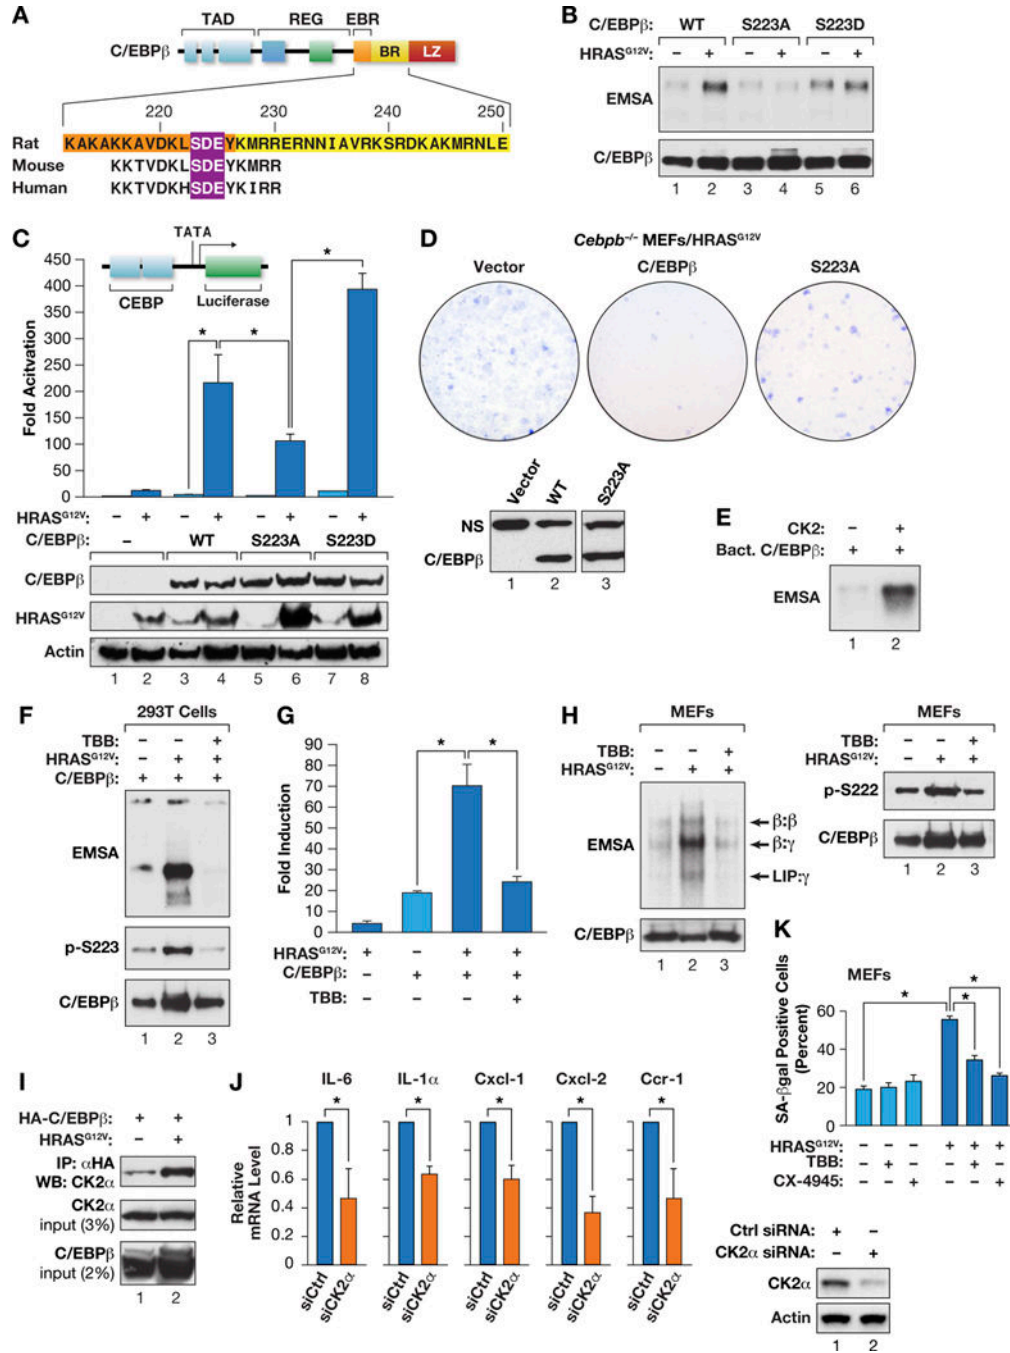 A
TAD REG EBR
C/EBPβ BR LZ
220 230 240 250
Rat KAKAKKAVDKLSDEYKMRRERNNIAVRKSRDKAKMRNLE
Mouse KKTVDKLSDEYKMRR
Human KKTVDKHSDEYKIRR
B
C/EBPβ: WT S223A S223D
HRASG12V: – + – + – +
EMSA
C/EBPβ
1 2 3 4 5 6
C
TATA
CEBP Luciferase
Fold Acitvation
450
400
350
300
250
200
150
100
50
0
* * *
HRASG12V: – + – + – + – +
C/EBPβ: – WT S223A S223D
C/EBPβ
HRASG12V
Actin
1 2 3 4 5 6 7 8
D
Cebpb–/– MEFs/HRASG12V
Vector C/EBPβ S223A
Vector WT S223A
NS
C/EBPβ
1 2 3
E
CK2: – +
Bact. C/EBPβ: + +
EMSA
1 2
F
293T Cells
TBB: – – +
HRASG12V: – + +
C/EBPβ: + + +
EMSA
p-S223
C/EBPβ
1 2 3
G
Fold Induction
90
80
70
60
50
40
30
20
10
0
* *
HRASG12V: + – + +
C/EBPβ: – + + +
TBB: – – – +
H
MEFs
TBB: – – +
HRASG12V: – + +
EMSA
β:β
β:γ
LIP:γ
C/EBPβ
1 2 3
MEFs
TBB: – – +
HRASG12V: – + +
p-S222
C/EBPβ
1 2 3
I
HA-C/EBPβ: + +
HRASG12V: – +
IP: αHA
WB: CK2α
CK2α
input (3%)
C/EBPβ
input (2%)
1 2
J
IL-6 IL-1α Cxcl-1 Cxcl-2 Ccr-1
* * * * *
Relative
mRNA Level
1
0.8
0.6
0.4
0.2
0
siCtrl siCK2α siCtrl siCK2α siCtrl siCK2α siCtrl siCK2α siCtrl siCK2α
K
MEFs
SA-βgal Positive Cells
(Percent)
60
40
20
0
* * *
HRASG12V: – – – + + +
TBB: – + – – + –
CX-4945: – – + – – +
Ctrl siRNA: + –
CK2α siRNA: – +
CK2α
Actin
1 2